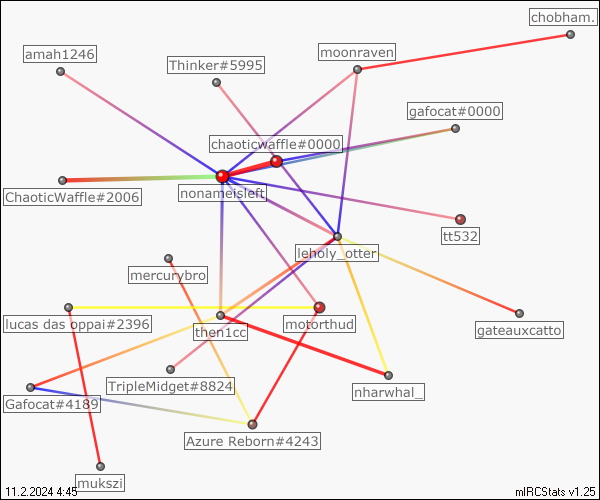 chobham.
amah1246
moonraven
Thinker#5995
gafocat#0000
chaoticwaffle#0000
ChaoticWaffle#2006
nonameisleft
tt532
leholy_otter
mercurybro
lucas das oppai#2396
then1cc
motorthud
gateauxcatto
TripleMidget#8824
nharwhal_
Gafocat#4189
Azure Reborn#4243
mukszi
11.2.2024 4:45
mIRCStats v1.25